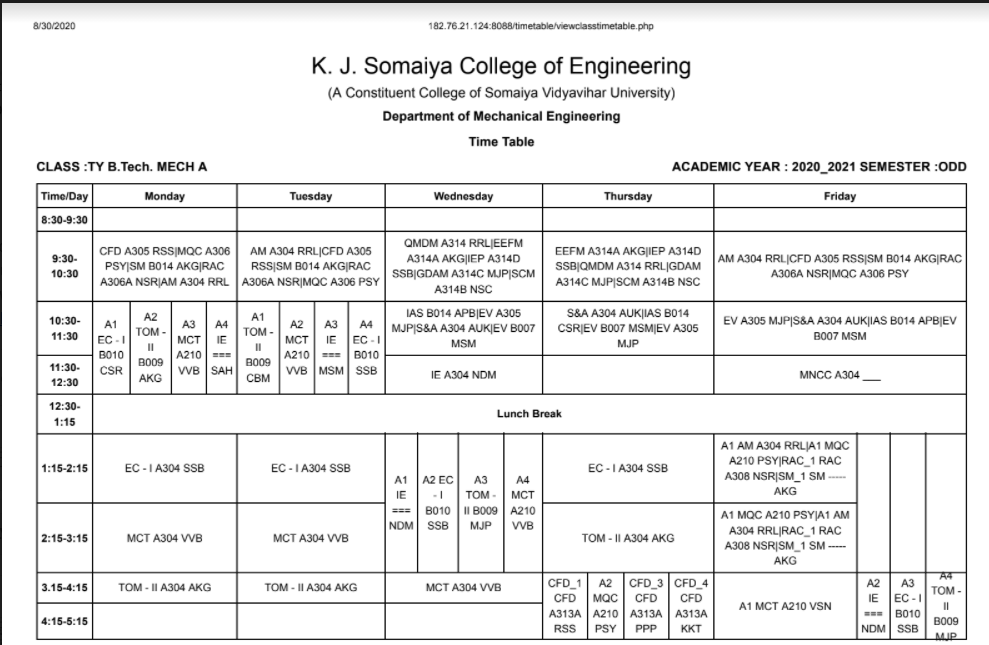 8/30/2020 182.76.21.124:8088/timetable/viewclasstimetable.php
K. J. Somaiya College of Engineering
(A Constituent College of Somaiya Vidyavihar University)
Department of Mechanical Engineering
Time Table
CLASS :TY B.Tech. MECH A ACADEMIC YEAR : 2020_2021 SEMESTER :ODD
Time/Day Monday Tuesday Wednesday Thursday Friday
8:30-9:30
9:30-
10:30
CFD A305 RSS|MQC A306
PSY|SM B014 AKG|RAC
A306A NSR|AM A304 RRL
AM A304 RRL|CFD A305
RSS|SM B014 AKG|RAC
A306A NSR|MQC A306 PSY
QMDM A314 RRL|EEFM
A314A AKG|IEP A314D
SSB|GDAM A314C MJP|SCM
A314B NSC
EEFM A314A AKG|IEP A314D
SSB|QMDM A314 RRL|GDAM
A314C MJP|SCM A314B NSC
AM A304 RRL|CFD A305 RSS|SM B014 AKG|RAC
A306A NSR|MQC A306 PSY
10:30-
11:30
A1
EC - I
B010
CSR
A2
TOM -
II
B009
AKG
A3
MCT
A210
VVB
A4
IE
===
SAH
A1
TOM -
II
B009
CBM
A2
MCT
A210
VVB
A3
IE
===
MSM
A4
EC - I
B010
SSB
IAS B014 APB|EV A305
MJP|S&A A304 AUK|EV B007
MSM
S&A A304 AUK|IAS B014
CSR|EV B007 MSM|EV A305
MJP
EV A305 MJP|S&A A304 AUK|IAS B014 APB|EV
B007 MSM
11:30-
12:30
IE A304 NDM
MNCC A304 ___
12:30-
1:15
Lunch Break
1:15-2:15
EC - I A304 SSB
EC - I A304 SSB
A1
IE
===
NDM
A2 EC
- I
B010
SSB
A3
TOM -
II B009
MJP
A4
MCT
A210
VVB
EC - I A304 SSB
A1 AM A304 RRL|A1 MQC
A210 PSY|RAC_1 RAC
A308 NSR|SM_1 SM -----
AKG
2:15-3:15
MCT A304 VVB
MCT A304 VVB
TOM - II A304 AKG
A1 MQC A210 PSY|A1 AM
A304 RRL|RAC_1 RAC
A308 NSR|SM_1 SM -----
AKG
3.15-4:15
TOM - II A304 AKG
TOM - II A304 AKG
MCT A304 VVB
CFD_1
CFD
A313A
RSS
A2
MQC
A210
PSY
CFD_3
CFD
A313A
PPP
CFD_4
CFD
A313A
KKT
A1 MCT A210 VSN
A2
IE
===
NDM
A3
EC - I
B010
SSB
A4
TOM -
II
B009
MJP
4:15-5:15